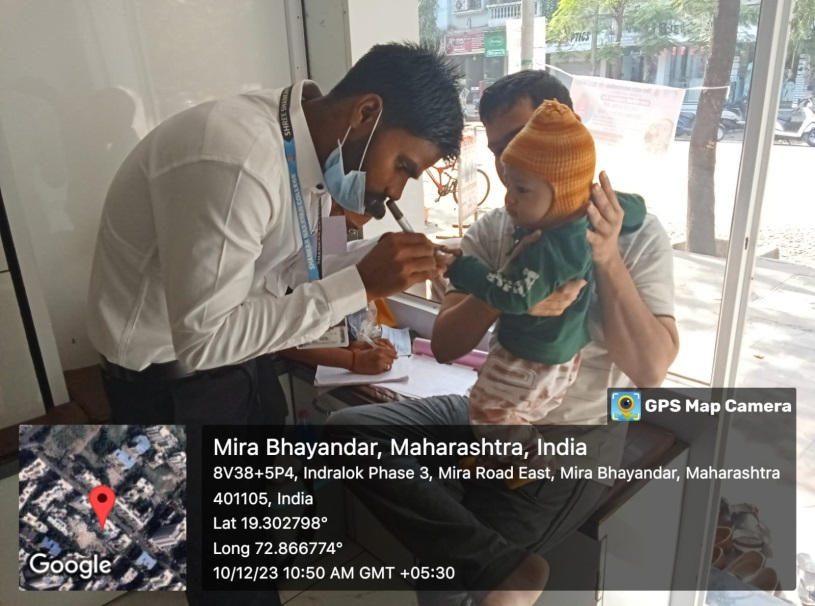 GPS Map Camera
Mira Bhayandar, Maharashtra, India
8V38+5P4, Indralok Phase 3, Mira Road East, Mira Bhayandar, Maharashtra
401105, India
Lat 19.302798°
Long 72.866774°
10/12/23 10:50 AM GMT +05:30
Google